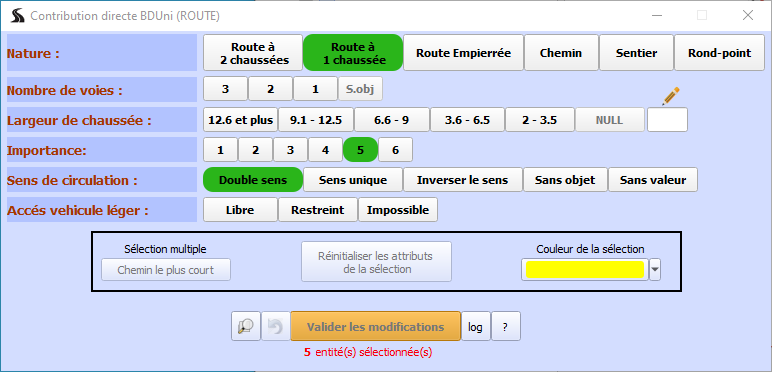 Contribution directe BDUni (ROUTE)
Nature :
Route à
2 chaussées
Route à
1 chaussée
Route Empierrée
Chemin
Sentier
Rond-point
Nombre de voies :
3
2
1
S.obj
Largeur de chaussée :
12.6 et plus
9.1 - 12.5
6.6 - 9
3.6 - 6.5
2 - 3.5
NULL
Importance:
1
2
3
4
5
6
Sens de circulation :
Double sens
Sens unique
Inverser le sens
Sans objet
Sans valeur
Accés vehicule léger :
Libre
Restreint
Impossible
Sélection multiple
Chemin le plus court
Réinitialiser les attributs
de la sélection
Couleur de la sélection
Valider les modifications
log
?
5 entité(s) sélectionnée(s)